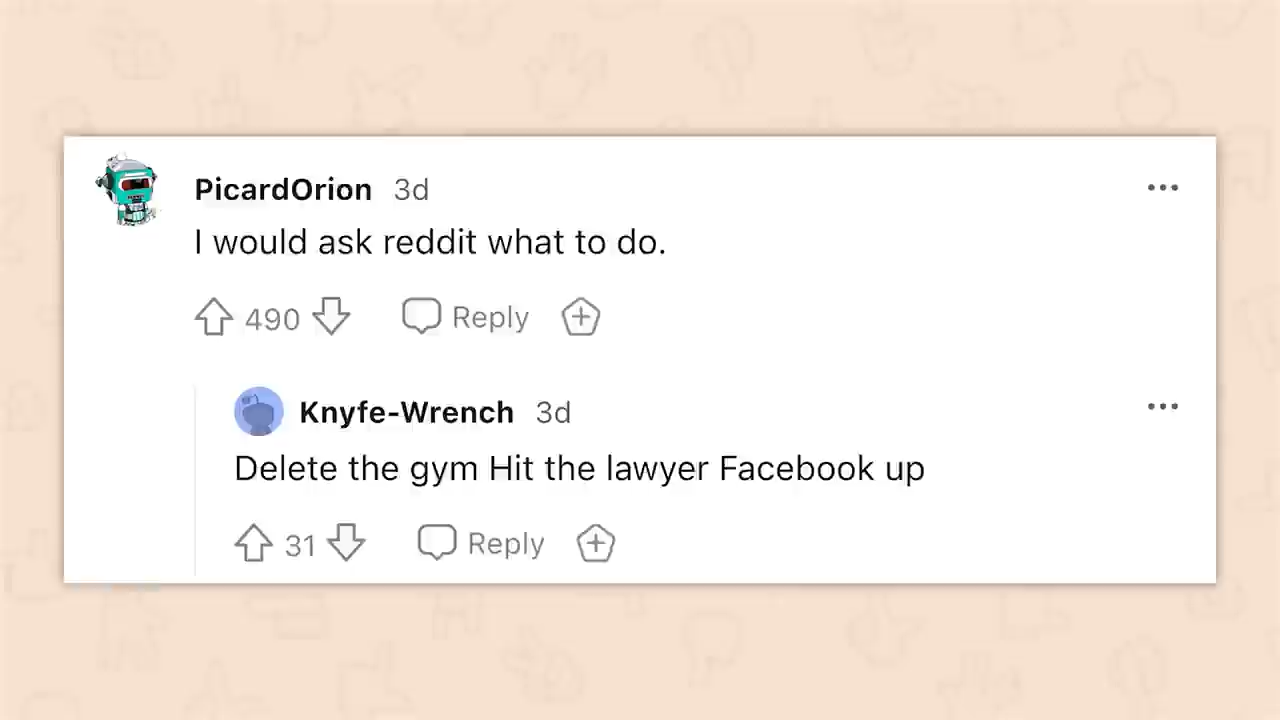 PicardOrion 3d
I would ask reddit what to do.
490 Reply
Knyfe-Wrench 3d
Delete the gym Hit the lawyer Facebook up
31 Reply